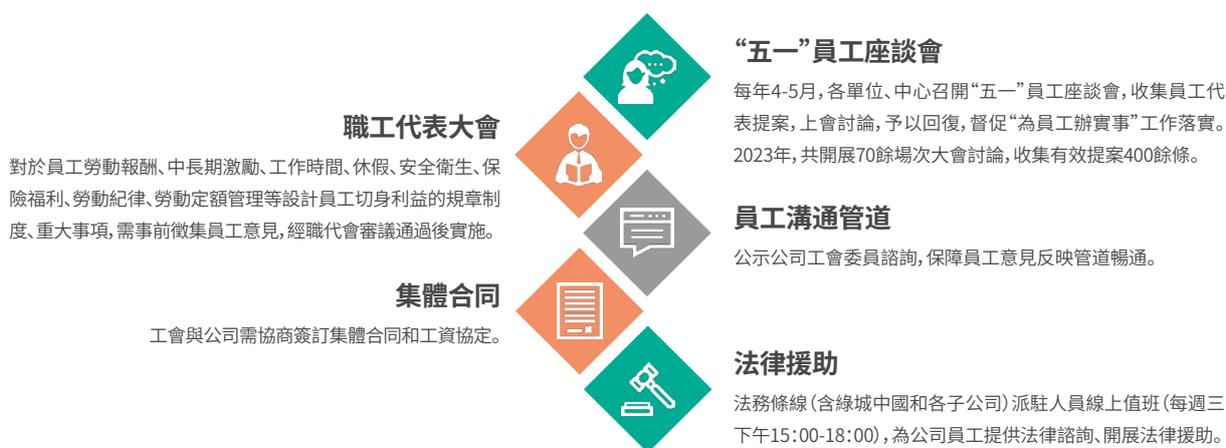 “五一”員工座談會
每年4-5月，各單位、中心召開“五一”員工座談會，收集員工代
表提案，上會討論，予以回復，督促“為員工辦實事”工作落實。
2023年，共開展70餘場次大會討論，收集有效提案400餘條。
職工代表大會
對於員工勞動報酬、中長期激勵、工作時間、休假、安全衛生、保
險福利、勞動紀律、勞動定額管理等設計員工切身利益的規章制
度、重大事項，需事前徵集員工意見，經職代會審議通過後實施。
員工溝通管道
公示公司工會委員諮詢，保障員工意見反映管道暢通。
集體合同
工會與公司需協商簽訂集體合同和工資協定。
法律援助
法務條線（含綠城中國和各子公司）派駐人員線上值班（每週三
下午15：00-18：00），為公司員工提供法律諮詢、開展法律援助。